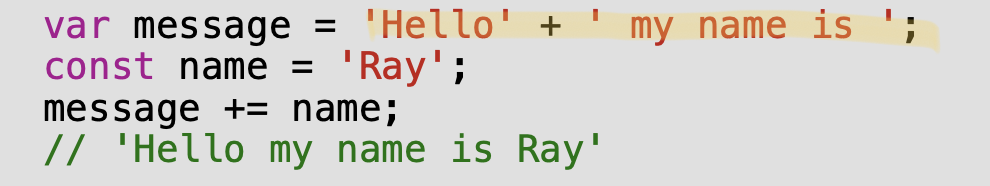 var message = 'Hello' + ' my name is ';
const name = 'Ray';
message += name;
// 'Hello my name is Ray'